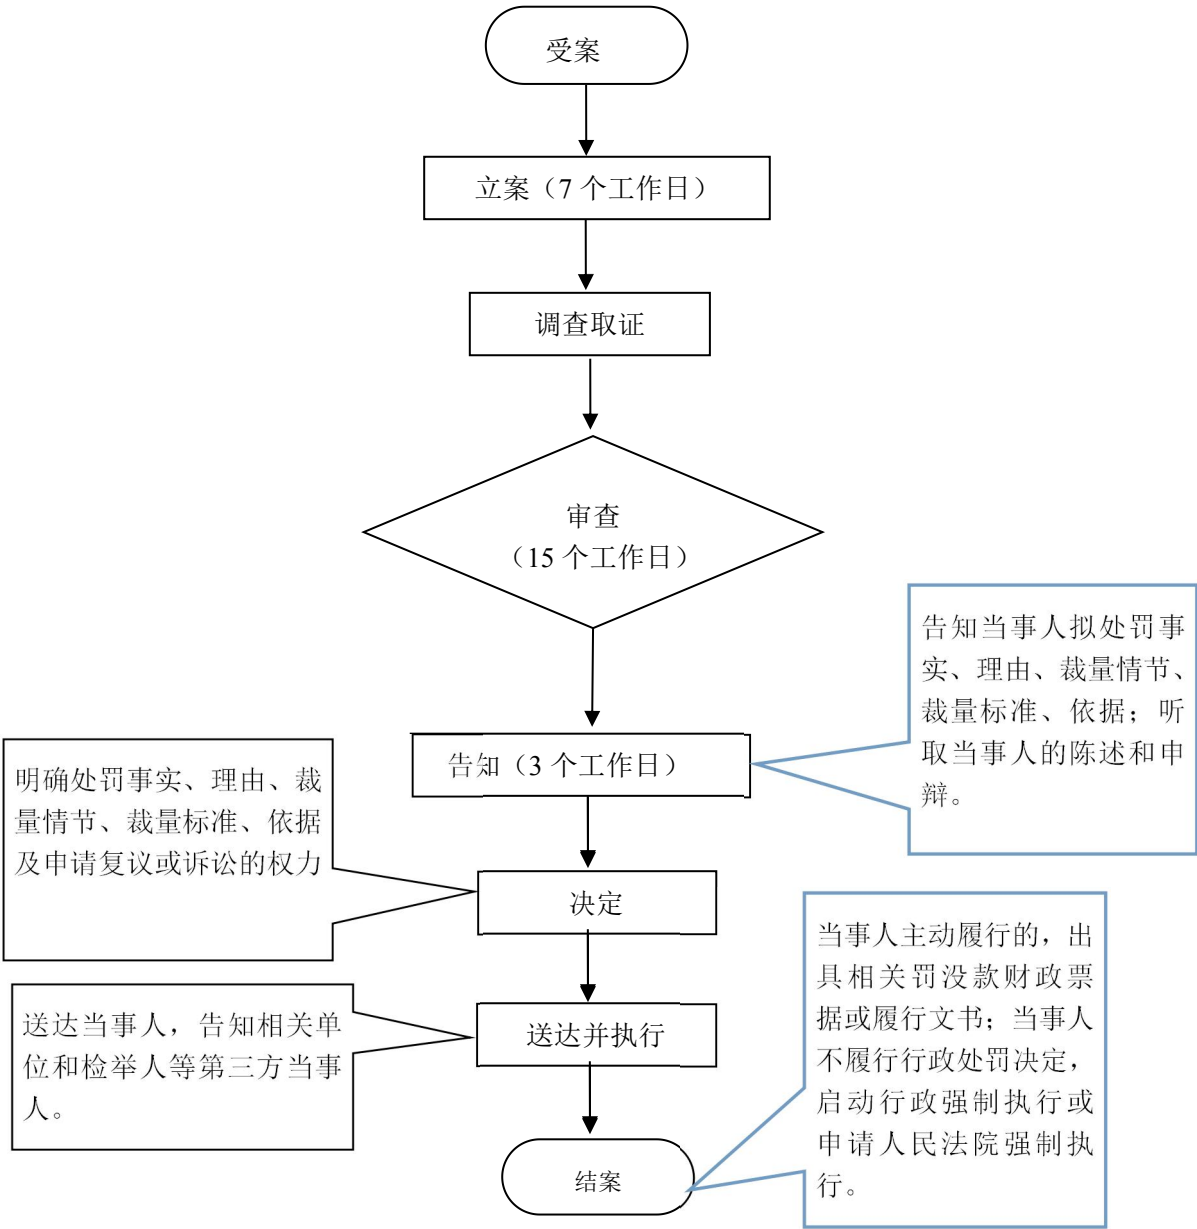 受案
立案（7 个工作日）
调查取证
审查
（15 个工作日）
告知当事人拟处罚事
实、理由、裁量情节、
裁量标准、依据；听
取当事人的陈述和申
辩。
告知（3 个工作日）
明确处罚事实、理由、裁
量情节、裁量标准、依据
及申请复议或诉讼的权力
决定
当事人主动履行的，出
具相关罚没款财政票
据或履行文书；当事人
不履行行政处罚决定，
启动行政强制执行或
申请人民法院强制执
行。
送达当事人，告知相关单
位和检举人等第三方当事
人。
送达并执行
结案